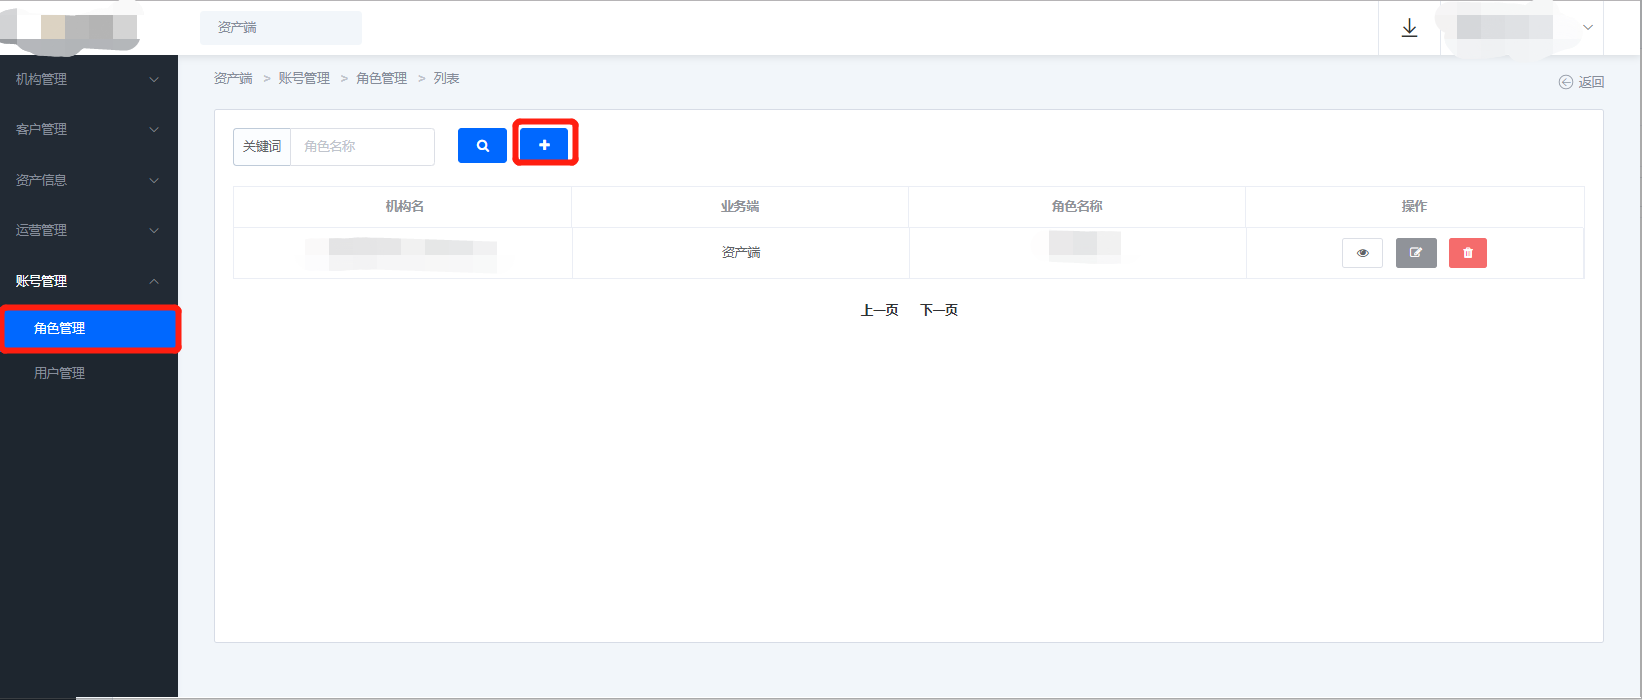 资产端
机构管理
客户管理
资产信息
运营管理
账号管理
角色管理
用户管理
资产端 > 账号管理 > 角色管理 > 列表
返回
关键词 角色名称
机构名 业务端 角色名称 操作
资产端
上一页 下一页